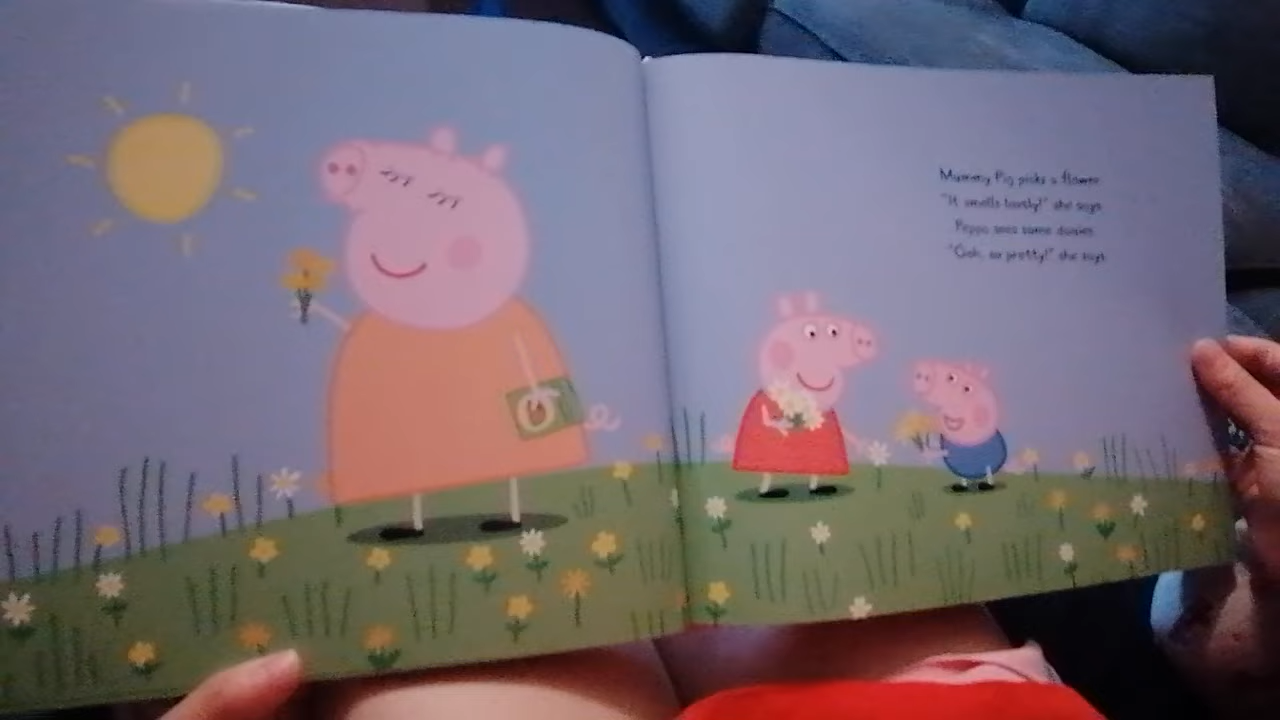 Mummy Pig picks a flower.
"It smells lovely!" she says.
Peppa sees some daisies.
"Ooh, so pretty!" she says.